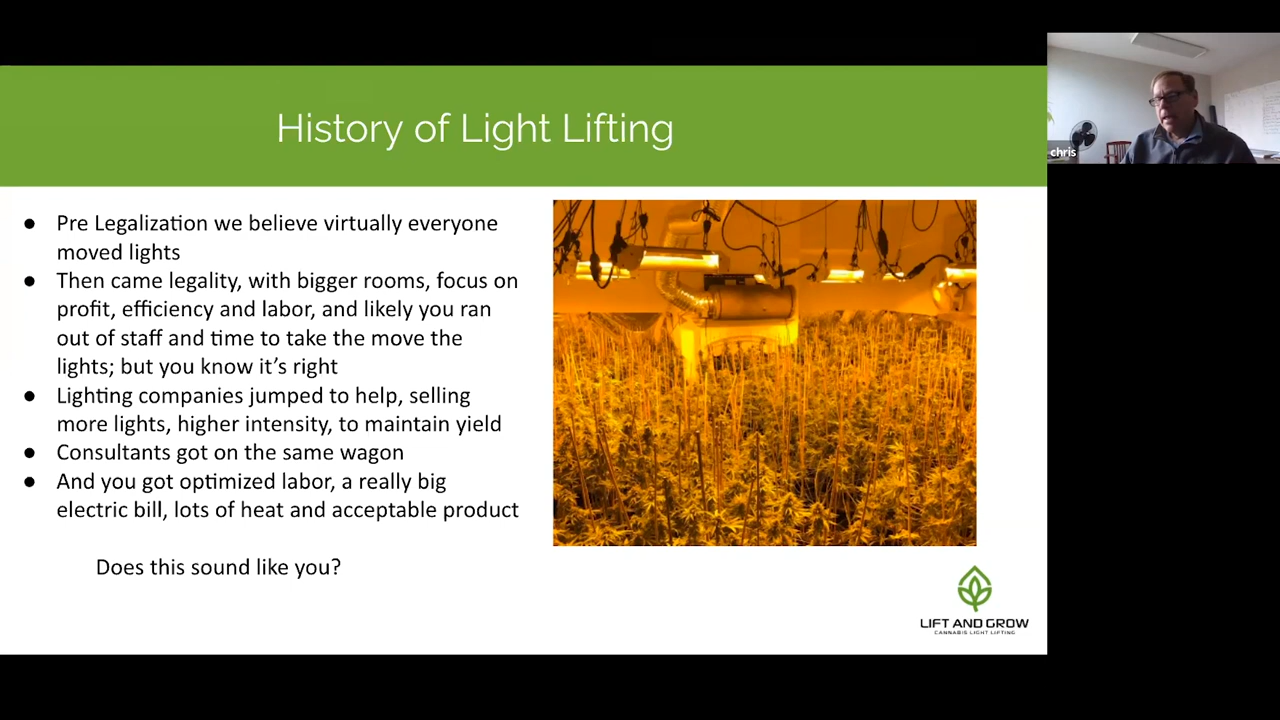 History of Light Lifting
● Pre Legalization we believe virtually everyone
moved lights
● Then came legality, with bigger rooms, focus on
profit, efficiency and labor, and likely you ran
out of staff and time to take the move the
lights; but you know it’s right
● Lighting companies jumped to help, selling
more lights, higher intensity, to maintain yield
● Consultants got on the same wagon
● And you got optimized labor, a really big
electric bill, lots of heat and acceptable product
Does this sound like you?
LIFT AND GROW
CANNABIS LIGHT LIFTING
chris